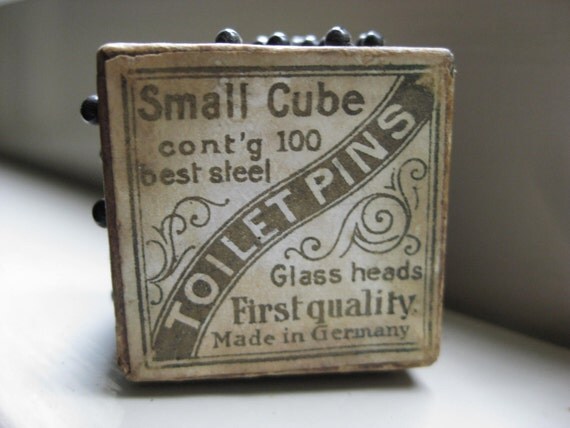 Small Cube
cont'g 100
best steel
TOILET PINS
Glass heads
First quality.
Made in Germany